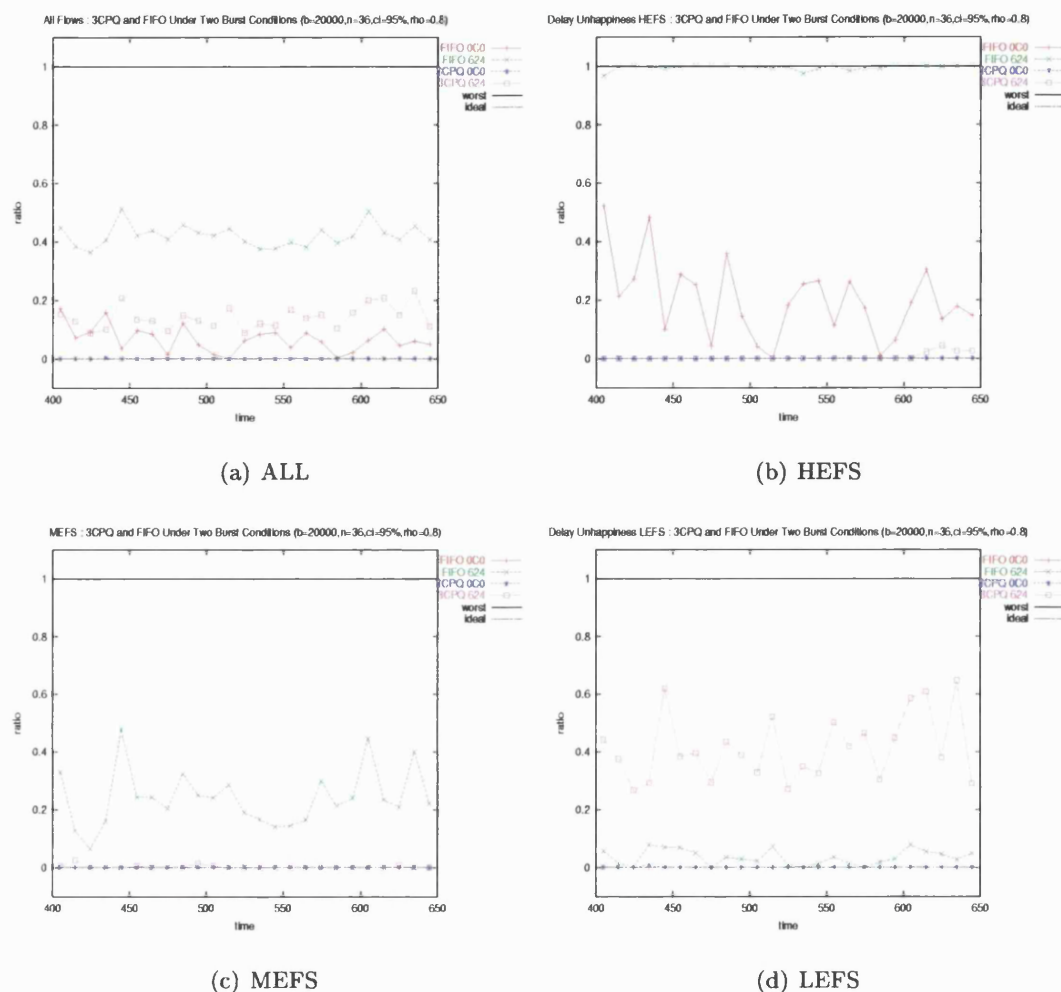 All Flows : 3CPQ and FIFO Under Two Burst Conditions (b=20000,n=36,ci=95%,rho=0.8)
FIFO 0C0
FIFO 624
3CPQ 0C0
3CPQ 624
worst
ideal
1
0.8
0.6
0.4
0.2
0
ratio
400
450
500
550
600
650
time
(a) ALL
Delay Unhappiness HEFS : 3CPQ and FIFO Under Two Burst Conditions (b=20000,n=36,ci=95%,rho=0.8)
FIFO 0C0
FIFO 624
3CPQ 0C0
3CPQ 624
worst
ideal
1
0.8
0.6
0.4
0.2
0
ratio
400
450
500
550
600
650
time
(b) HEFS
MEFS : 3CPQ and FIFO Under Two Burst Conditions (b=20000,n=36,ci=95%,rho=0.8)
FIFO 0C0
FIFO 624
3CPQ 0C0
3CPQ 624
worst
ideal
1
0.8
0.6
0.4
0.2
0
ratio
400
450
500
550
600
650
time
(c) MEFS
Delay Unhappiness LEFS : 3CPQ and FIFO Under Two Burst Conditions (b=20000,n=36,ci=95%,rho=0.8)
FIFO 0C0
FIFO 624
3CPQ 0C0
3CPQ 624
worst
ideal
1
0.8
0.6
0.4
0.2
0
ratio
400
450
500
550
600
650
time
(d) LEFS